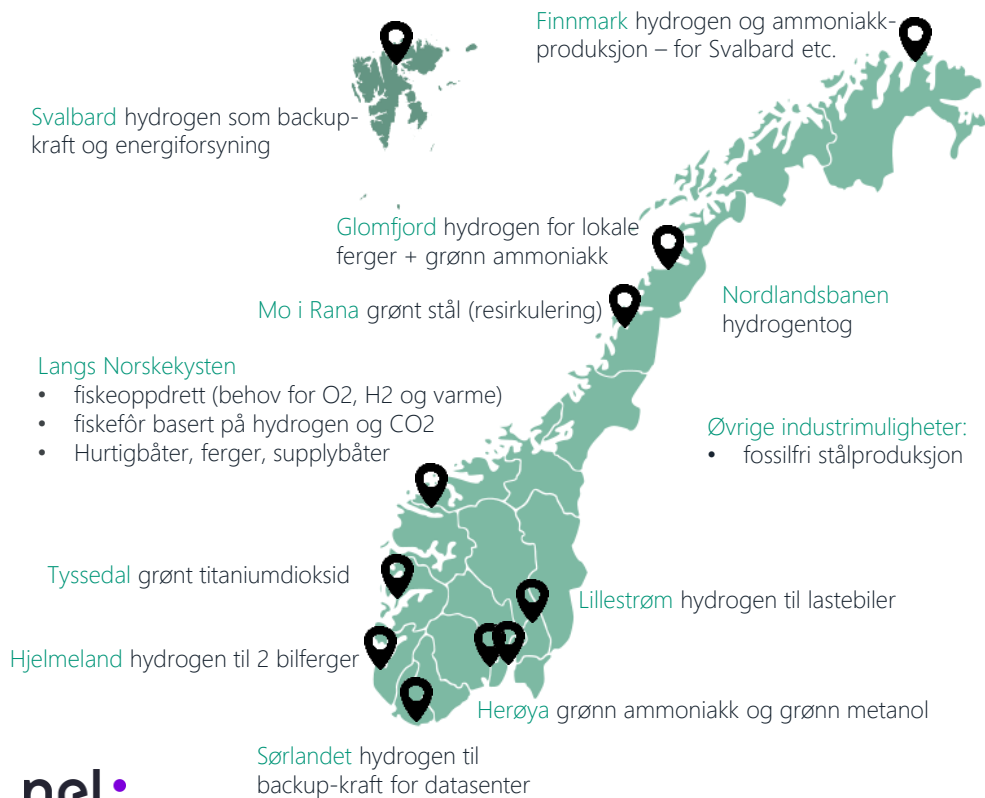 Finnmark hydrogen og ammoniakk-
produksjon – for Svalbard etc.
Svalbard hydrogen som backup-
kraft og energiforsyning
Glomfjord hydrogen for lokale
ferger + grønn ammoniakk
Mo i Rana grønt stål (resirkulering)
Nordlandsbanen
hydrogentog
Langs Norskekysten
• fiskeoppdrett (behov for O2, H2 og varme)
• fiskefôr basert på hydrogen og CO2
• Hurtigbåter, ferger, supplybåter
Øvrige industrimuligheter:
• fossilfri stålproduksjon
Tyssedal grønt titaniumdioksid
Lillestrøm hydrogen til lastebiler
Hjelmeland hydrogen til 2 bilferger
Herøya grønn ammoniakk og grønn metanol
Sørlandet hydrogen til
backup-kraft for datasenter
nel: